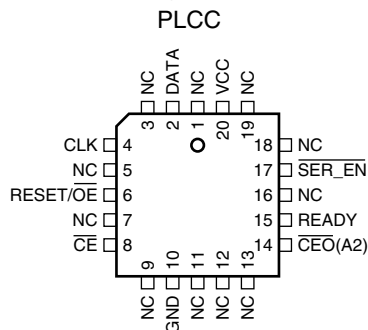 PLCC
NC
DATA
NC
VCC
NC
3
2
1
20
19
CLK 4
NC 5
RESET/OE 6
NC 7
CE 8
18 NC
17 SER_EN
16 NC
15 READY
14 CEO(A2)
9
10
11
12
13
NC
GND
NC
NC
NC